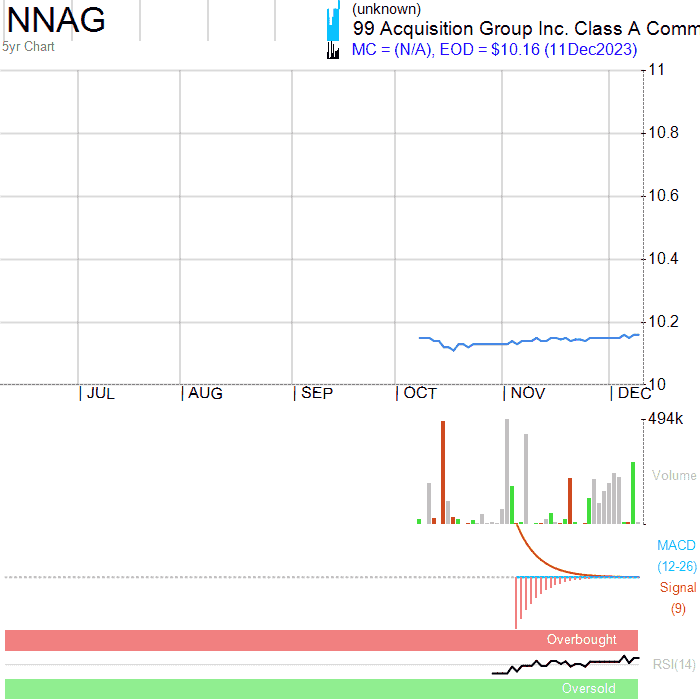 NNAG
5yr Chart
(unknown)
99 Acquisition Group Inc. Class A Comm
MC = (N/A), EOD = $10.16 (11Dec2023)
11
10.8
10.6
10.4
10.2
10
JUL AUG SEP OCT NOV DEC
494k
Volume
MACD
(12-26)
Signal
(9)
Overbought
RSI(14)
Oversold